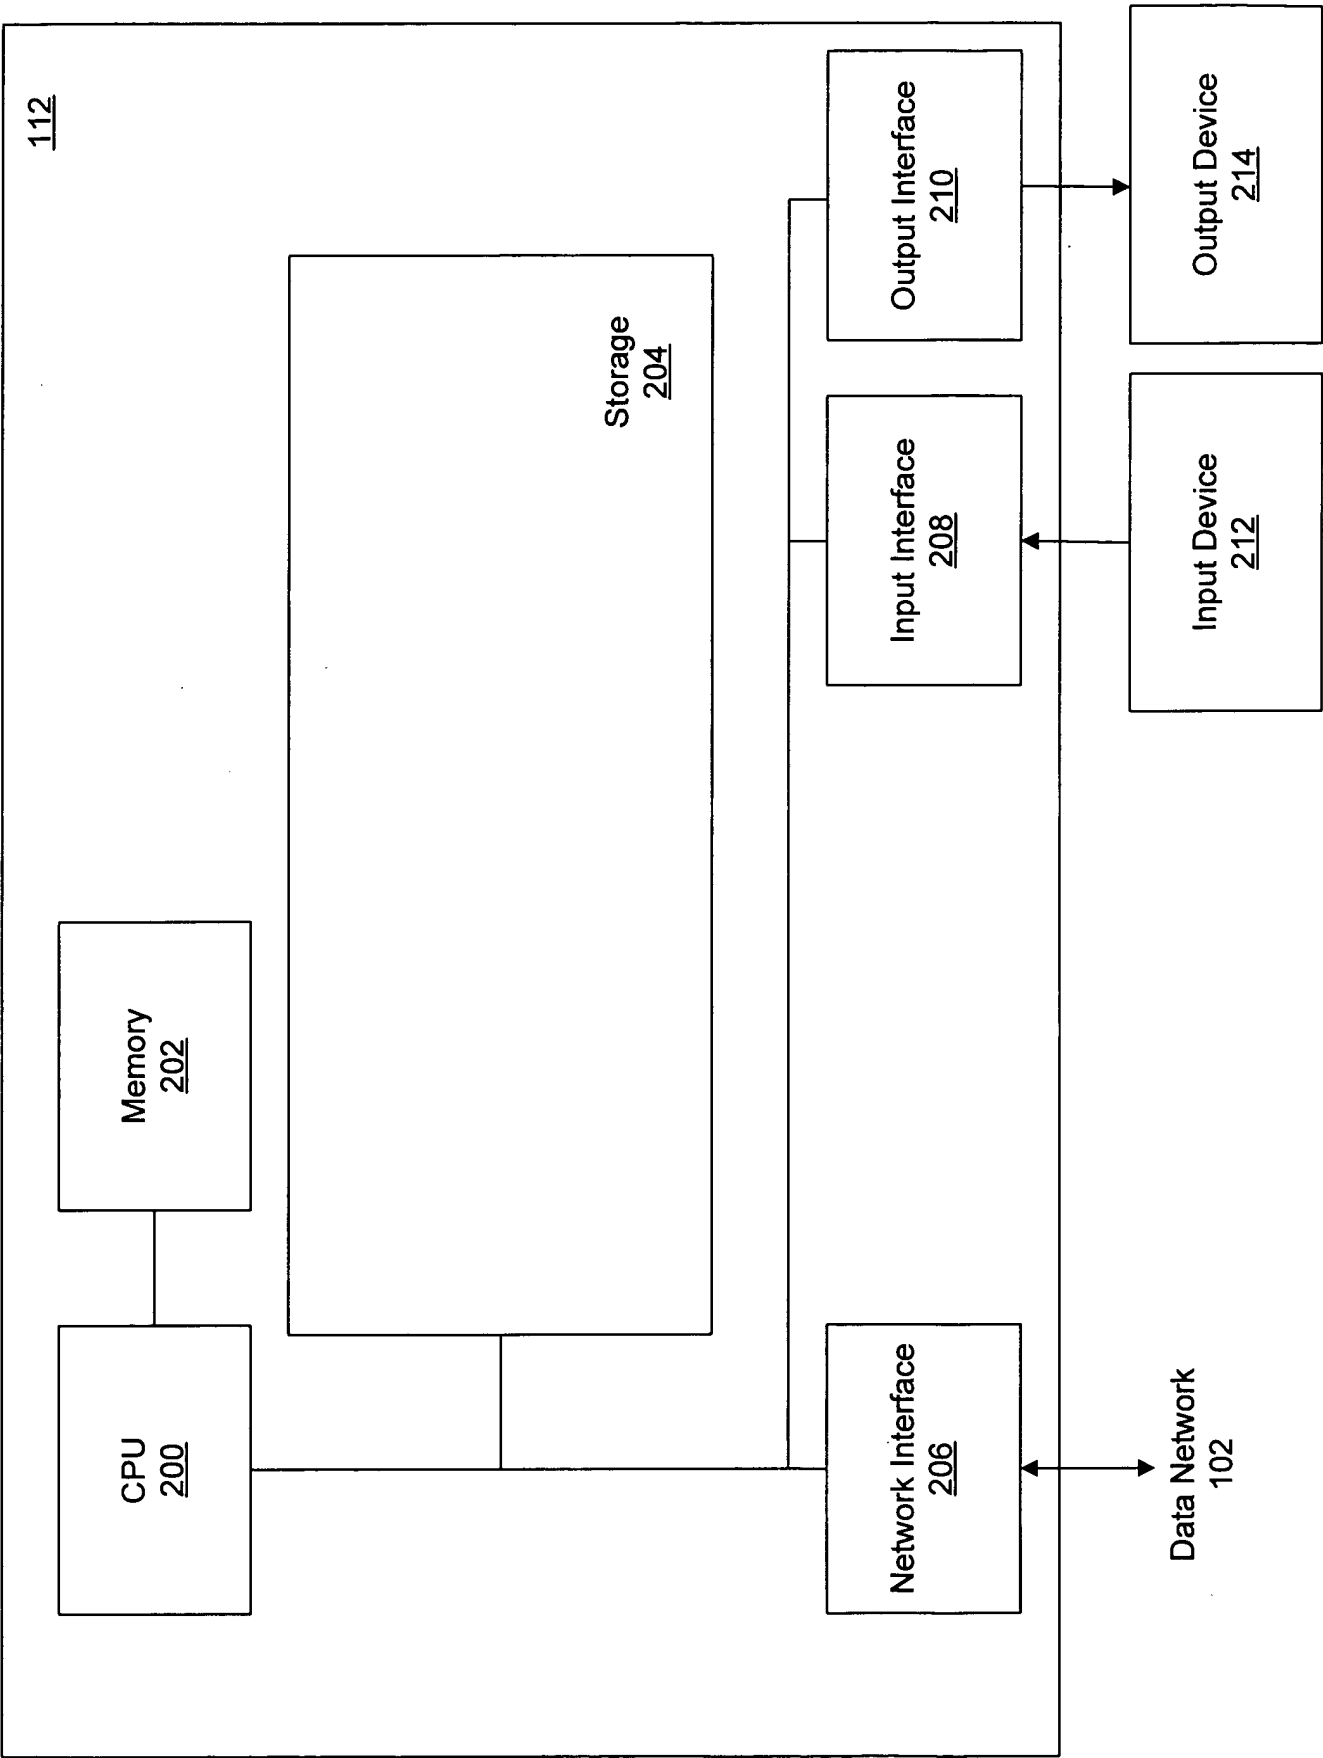 112
CPU
200
Memory
202
Storage
204
Network Interface
206
Input Interface
208
Output Interface
210
Data Network
102
Input Device
212
Output Device
214